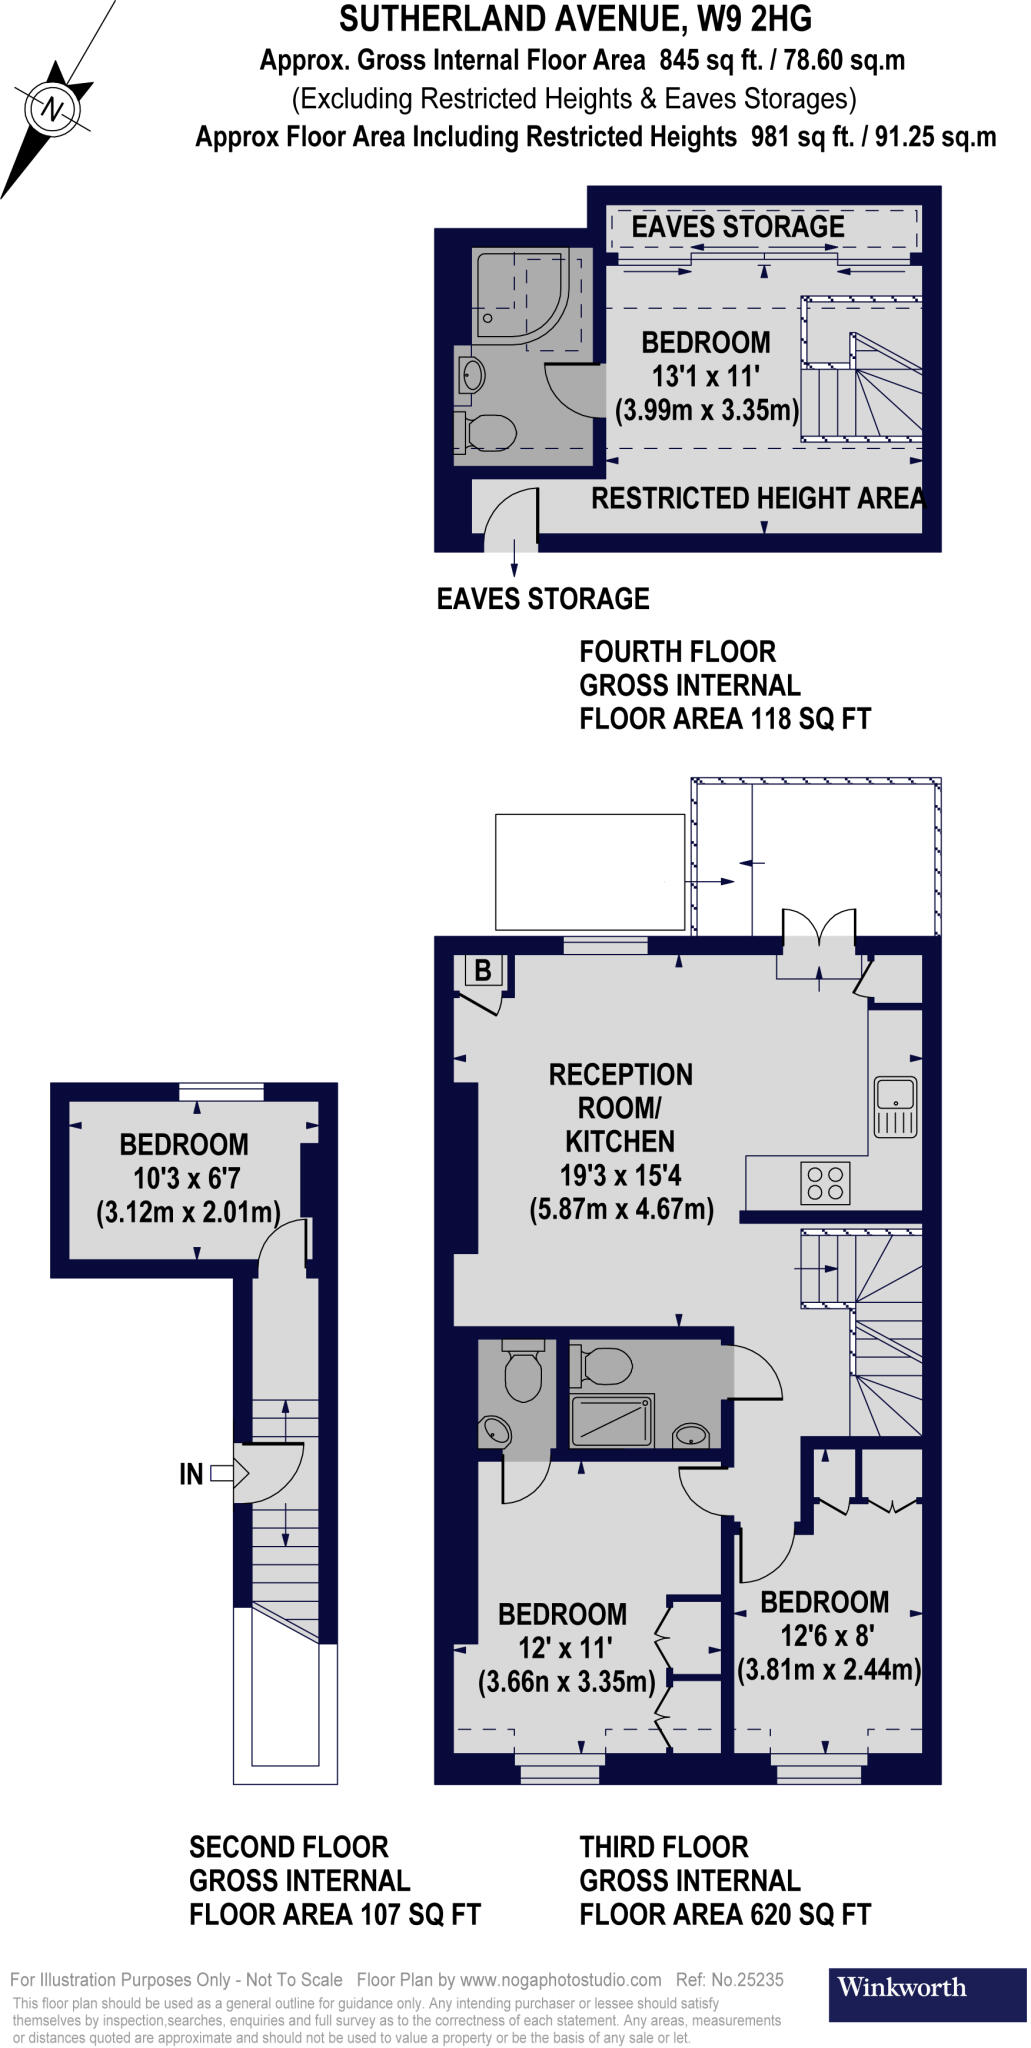 SUTHERLAND AVENUE, W9 2HG
Approx. Gross Internal Floor Area 845 sq ft. / 78.60 sq.m
(Excluding Restricted Heights & Eaves Storages)
Approx Floor Area Including Restricted Heights 981 sq ft. / 91.25 sq.m
N
EAVES STORAGE
BEDROOM
13'1 x 11'
(3.99m x 3.35m)
RESTRICTED HEIGHT AREA
EAVES STORAGE
FOURTH FLOOR
GROSS INTERNAL
FLOOR AREA 118 SQ FT
B
RECEPTION
ROOM/
KITCHEN
19'3 x 15'4
(5.87m x 4.67m)
BEDROOM
10'3 x 6'7
(3.12m x 2.01m)
IN
BEDROOM
12' x 11'
(3.66n x 3.35m)
BEDROOM
12'6 x 8'
(3.81m x 2.44m)
SECOND FLOOR
GROSS INTERNAL
FLOOR AREA 107 SQ FT
THIRD FLOOR
GROSS INTERNAL
FLOOR AREA 620 SQ FT
For Illustration Purposes Only - Not To Scale Floor Plan by www.nogaphotostudio.com Ref: No.25235
This floor plan should be used as a general outline for guidance only. Any intending purchaser or lessee should satisfy
themselves by inspection,searches, enquiries and full survey as to the correctness of each statement. Any areas, measurements
or distances quoted are approximate and should not be used to value a property or be the basis of any sale or let.
Winkworth